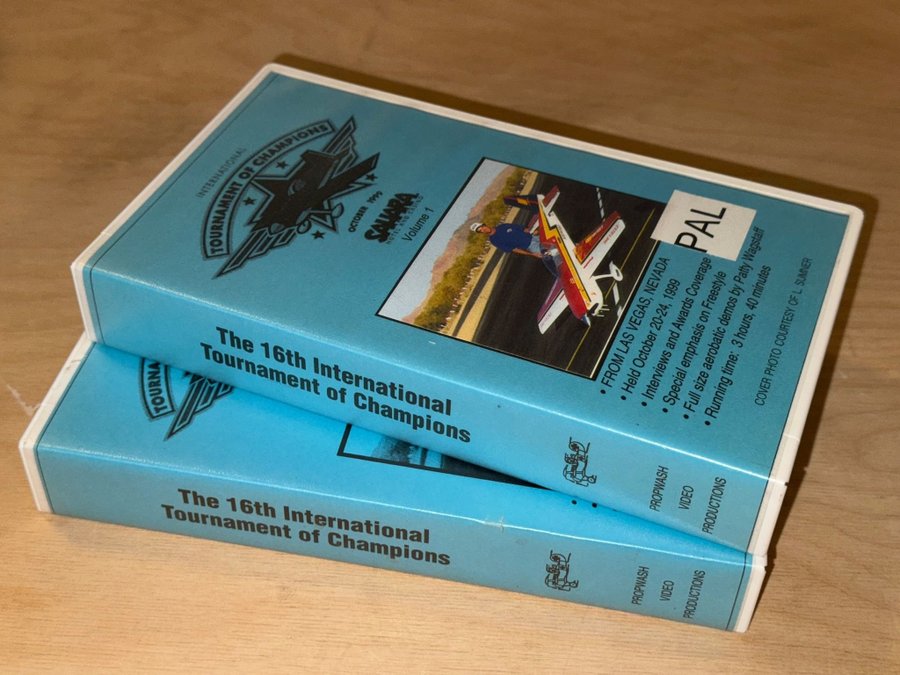 INTERNATIONAL
TOURNAMENT OF CHAMPIONS
OCTOBER 1999
SAHARA
Volume 1
PAL
• FROM LAS VEGAS, NEVADA
• Held October 20-24, 1999
• Interviews and Awards Coverage
• Special emphasis on Freestyle
• Full size aerobatic demos by Patty Wagstaff
• Running time: 3 hours, 40 minutes
COVER PHOTO COURTESY OF L. SUMNER
The 16th International
Tournament of Champions
PROPWASH
VIDEO
PRODUCTIONS
TOURNA
The 16th International
Tournament of Champions
PROPWASH
VIDEO
PRODUCTIONS